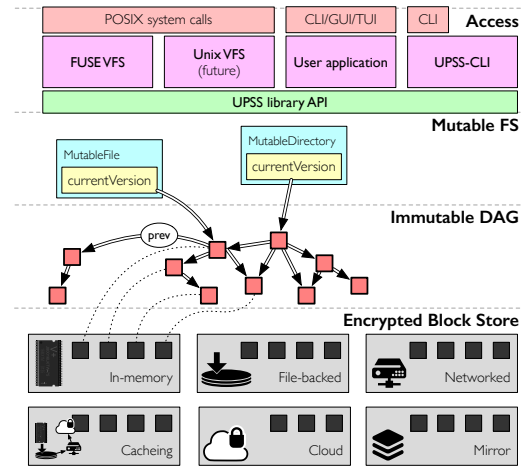 Access
POSIX system calls
CLI/GUI/TUI
CLI
FUSE VFS
Unix VFS
(future)
User application
UPSS-CLI
UPSS library API
Mutable FS
MutableFile
currentVersion
MutableDirectory
currentVersion
Immutable DAG
prev
Encrypted Block Store
In-memory
File-backed
Networked
Cacheing
Cloud
Mirror